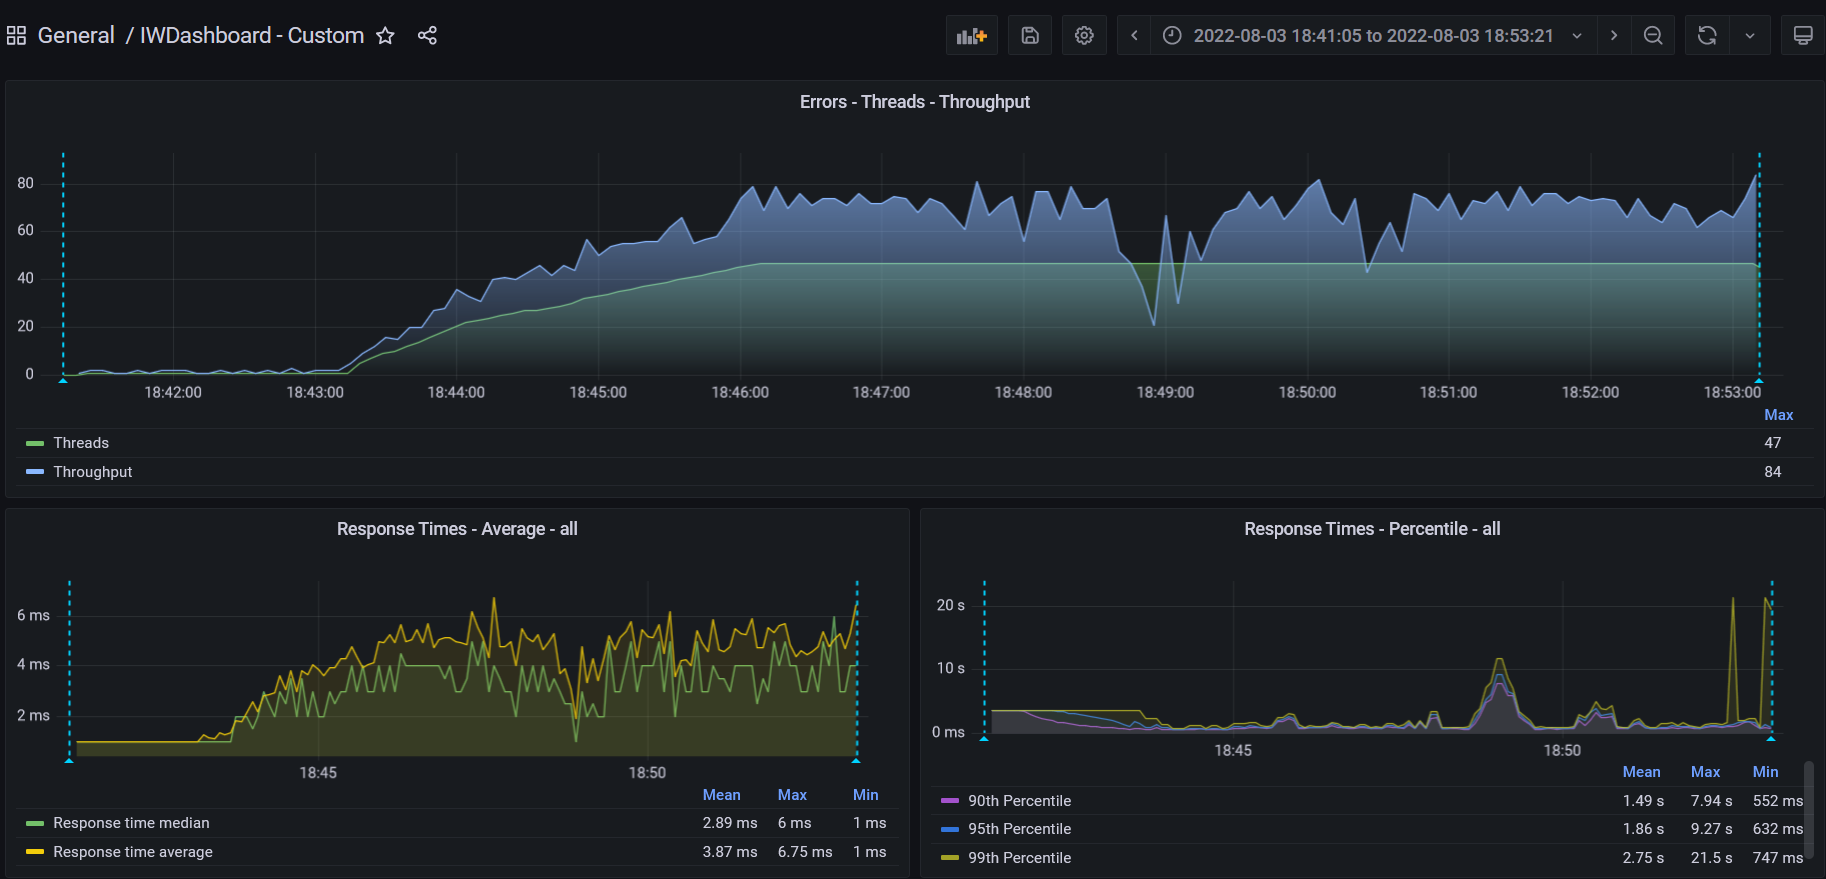 General / IWDashboard - Custom
2022-08-03 18:41:05 to 2022-08-03 18:53:21
Errors - Threads - Throughput
80
60
40
20
0
18:42:00 18:43:00 18:44:00 18:45:00 18:46:00 18:47:00 18:48:00 18:49:00 18:50:00 18:51:00 18:52:00 18:53:00
Max
Threads 47
Throughput 84
Response Times - Average - all
6 ms
4 ms
2 ms
18:45 18:50
Mean Max Min
Response time median 2.89 ms 6 ms 1 ms
Response time average 3.87 ms 6.75 ms 1 ms
Response Times - Percentile - all
20 s
10 s
0 ms
18:45 18:50
Mean Max Min
90th Percentile 1.49 s 7.94 s 552 ms
95th Percentile 1.86 s 9.27 s 632 ms
99th Percentile 2.75 s 21.5 s 747 ms